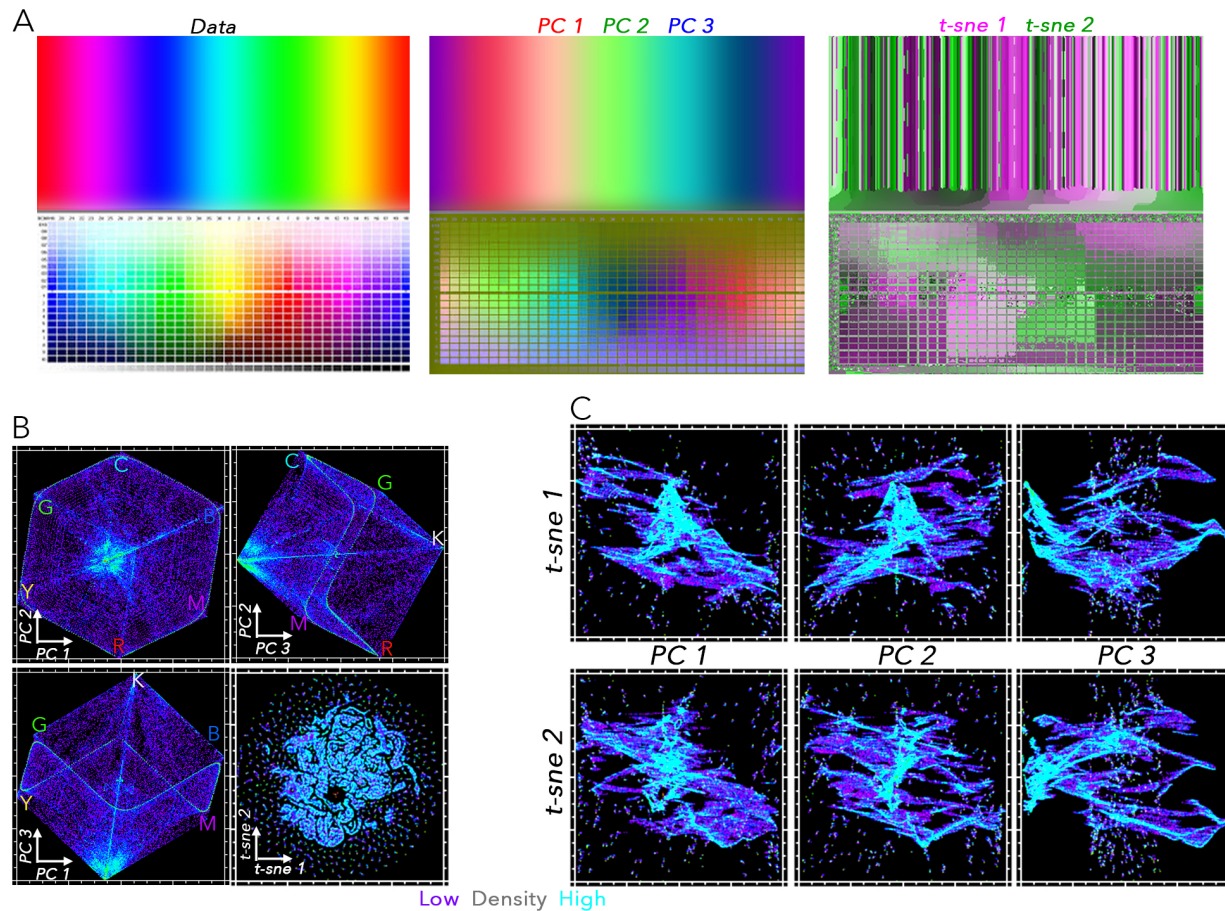 A
Data
PC 1 PC 2 PC 3
t-sne 1 t-sne 2
B
C
G
B
Y
M
R
PC 2
PC 1
C
G
K
M
R
PC 2
PC 3
K
G
B
Y
M
PC 3
PC 1
t-sne 2
t-sne 1
Low Density High
C
t-sne 1
PC 1 PC 2 PC 3
t-sne 2